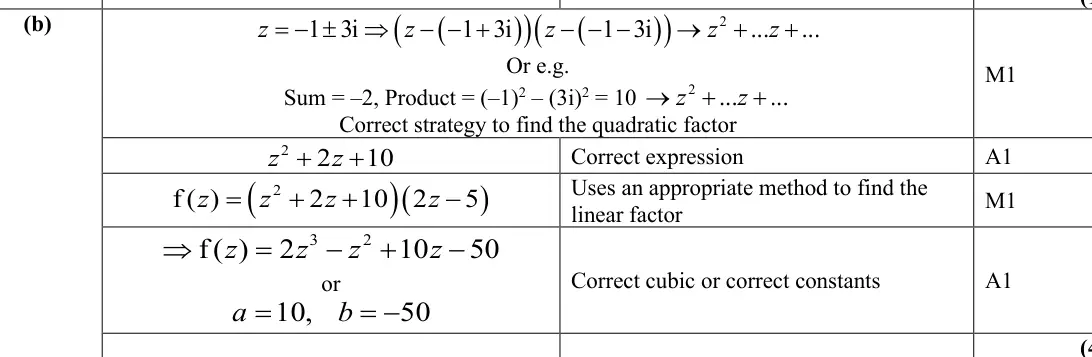 (b)
z = −1 ± 3i ⇒ (z − (−1 + 3i))(z − (−1 − 3i)) → z² + ...z + ...
Or e.g.
Sum = –2, Product = (–1)² – (3i)² = 10 → z² + ...z + ...
Correct strategy to find the quadratic factor
M1
z² + 2z + 10
Correct expression
A1
f(z) = (z² + 2z + 10)(2z − 5)
Uses an appropriate method to find the
linear factor
M1
⇒ f(z) = 2z³ − z² + 10z − 50
or
a = 10, b = −50
Correct cubic or correct constants
A1
(4